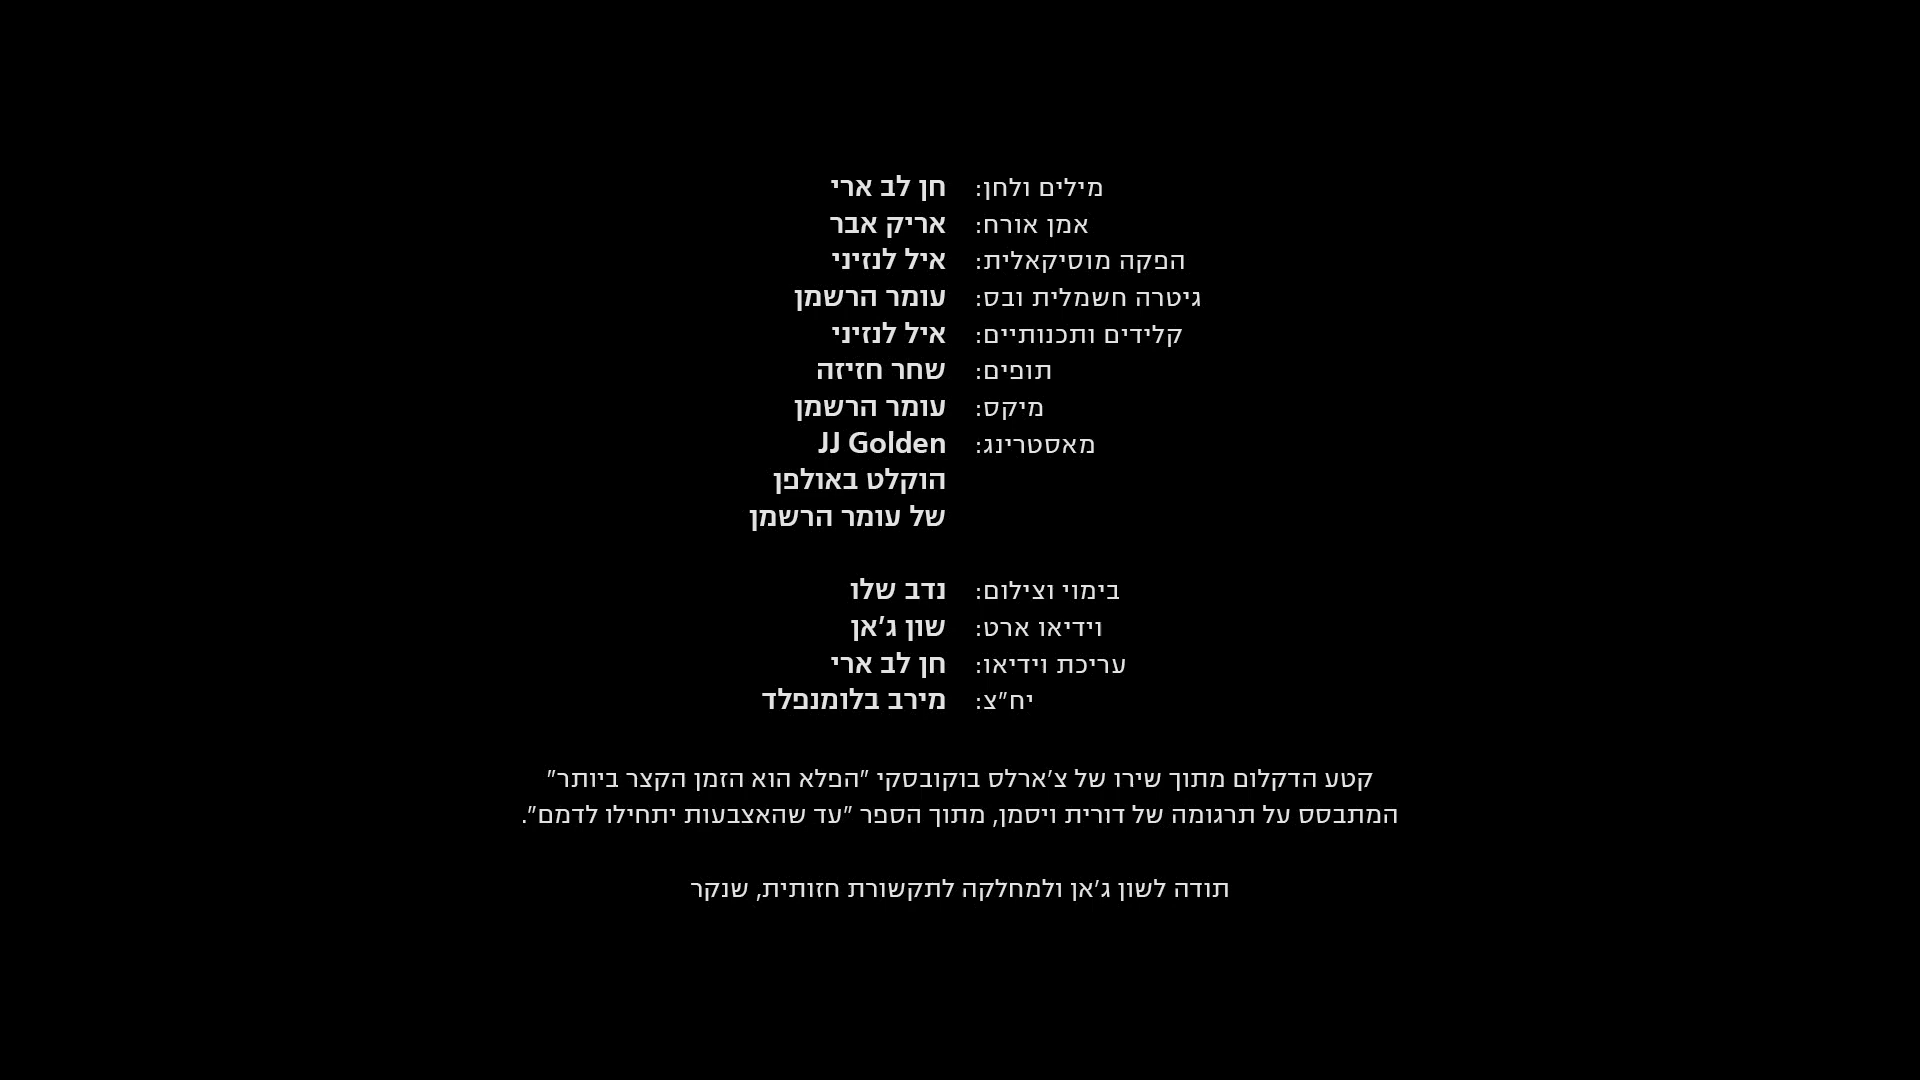 מילים ולחן: חן לב ארי
אמן אורח: אריק אבר
הפקה מוסיקאלית: איל לנזיני
גיטרה חשמלית ובס: עומר הרשמן
קלידים ותכנותיים: איל לנזיני
תופים: שחר חזיזה
מיקס: עומר הרשמן
מאסטרינג: JJ Golden
הוקלט באולפן
של עומר הרשמן
בימוי וצילום: נדב שלו
וידיאו ארט: שון ג'אן
עריכת וידיאו: חן לב ארי
יח"צ: מירב בלומנפלד
קטע הדקלום מתוך שירו של צ'ארלס בוקובסקי "הפלא הוא הזמן הקצר ביותר"
המתבסס על תרגומה של דורית ויסמן, מתוך הספר "עד שהאצבעות יתחילו לדמם".
תודה לשון ג'אן ולמחלקה לתקשורת חזותית, שנקר